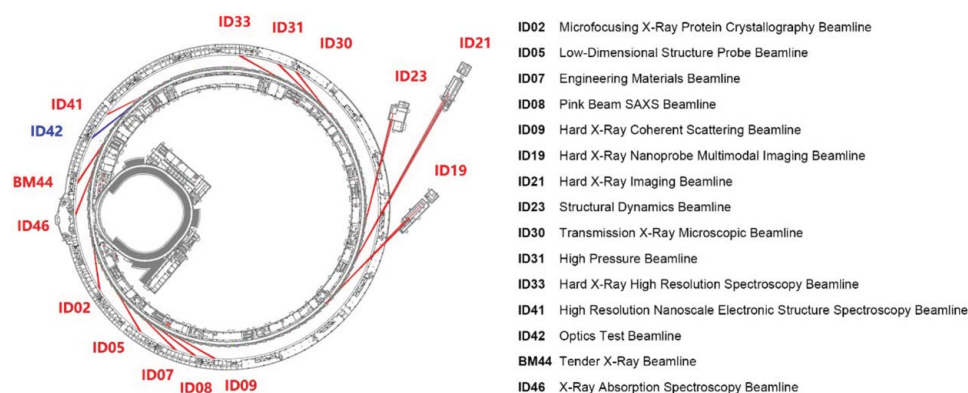 ID33
ID31
ID30
ID21
ID23
ID41
ID42
ID19
BM44
ID46
ID02
ID05
ID07
ID08
ID09
ID02 Microfocusing X-Ray Protein Crystallography Beamline
ID05 Low-Dimensional Structure Probe Beamline
ID07 Engineering Materials Beamline
ID08 Pink Beam SAXS Beamline
ID09 Hard X-Ray Coherent Scattering Beamline
ID19 Hard X-Ray Nanoprobe Multimodal Imaging Beamline
ID21 Hard X-Ray Imaging Beamline
ID23 Structural Dynamics Beamline
ID30 Transmission X-Ray Microscopic Beamline
ID31 High Pressure Beamline
ID33 Hard X-Ray High Resolution Spectroscopy Beamline
ID41 High Resolution Nanoscale Electronic Structure Spectroscopy Beamline
ID42 Optics Test Beamline
BM44 Tender X-Ray Beamline
ID46 X-Ray Absorption Spectroscopy Beamline